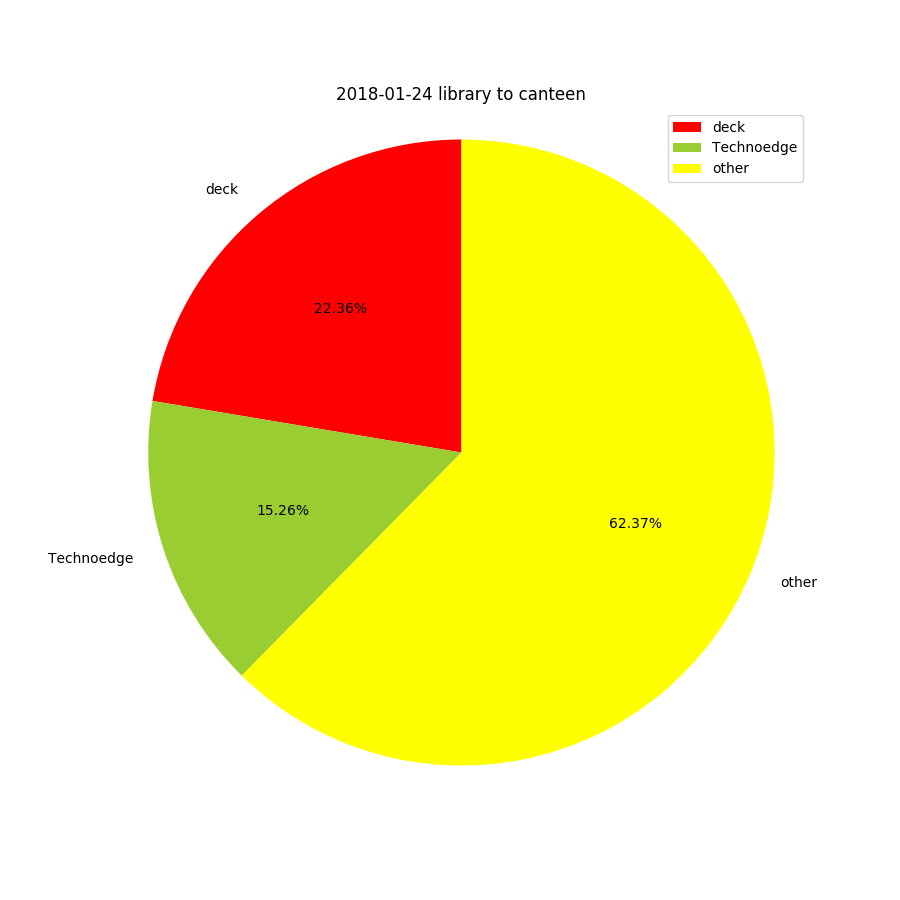 2018-01-24 library to canteen
deck
Technoedge
other
deck
22.36%
15.26%
62.37%
Technoedge
other